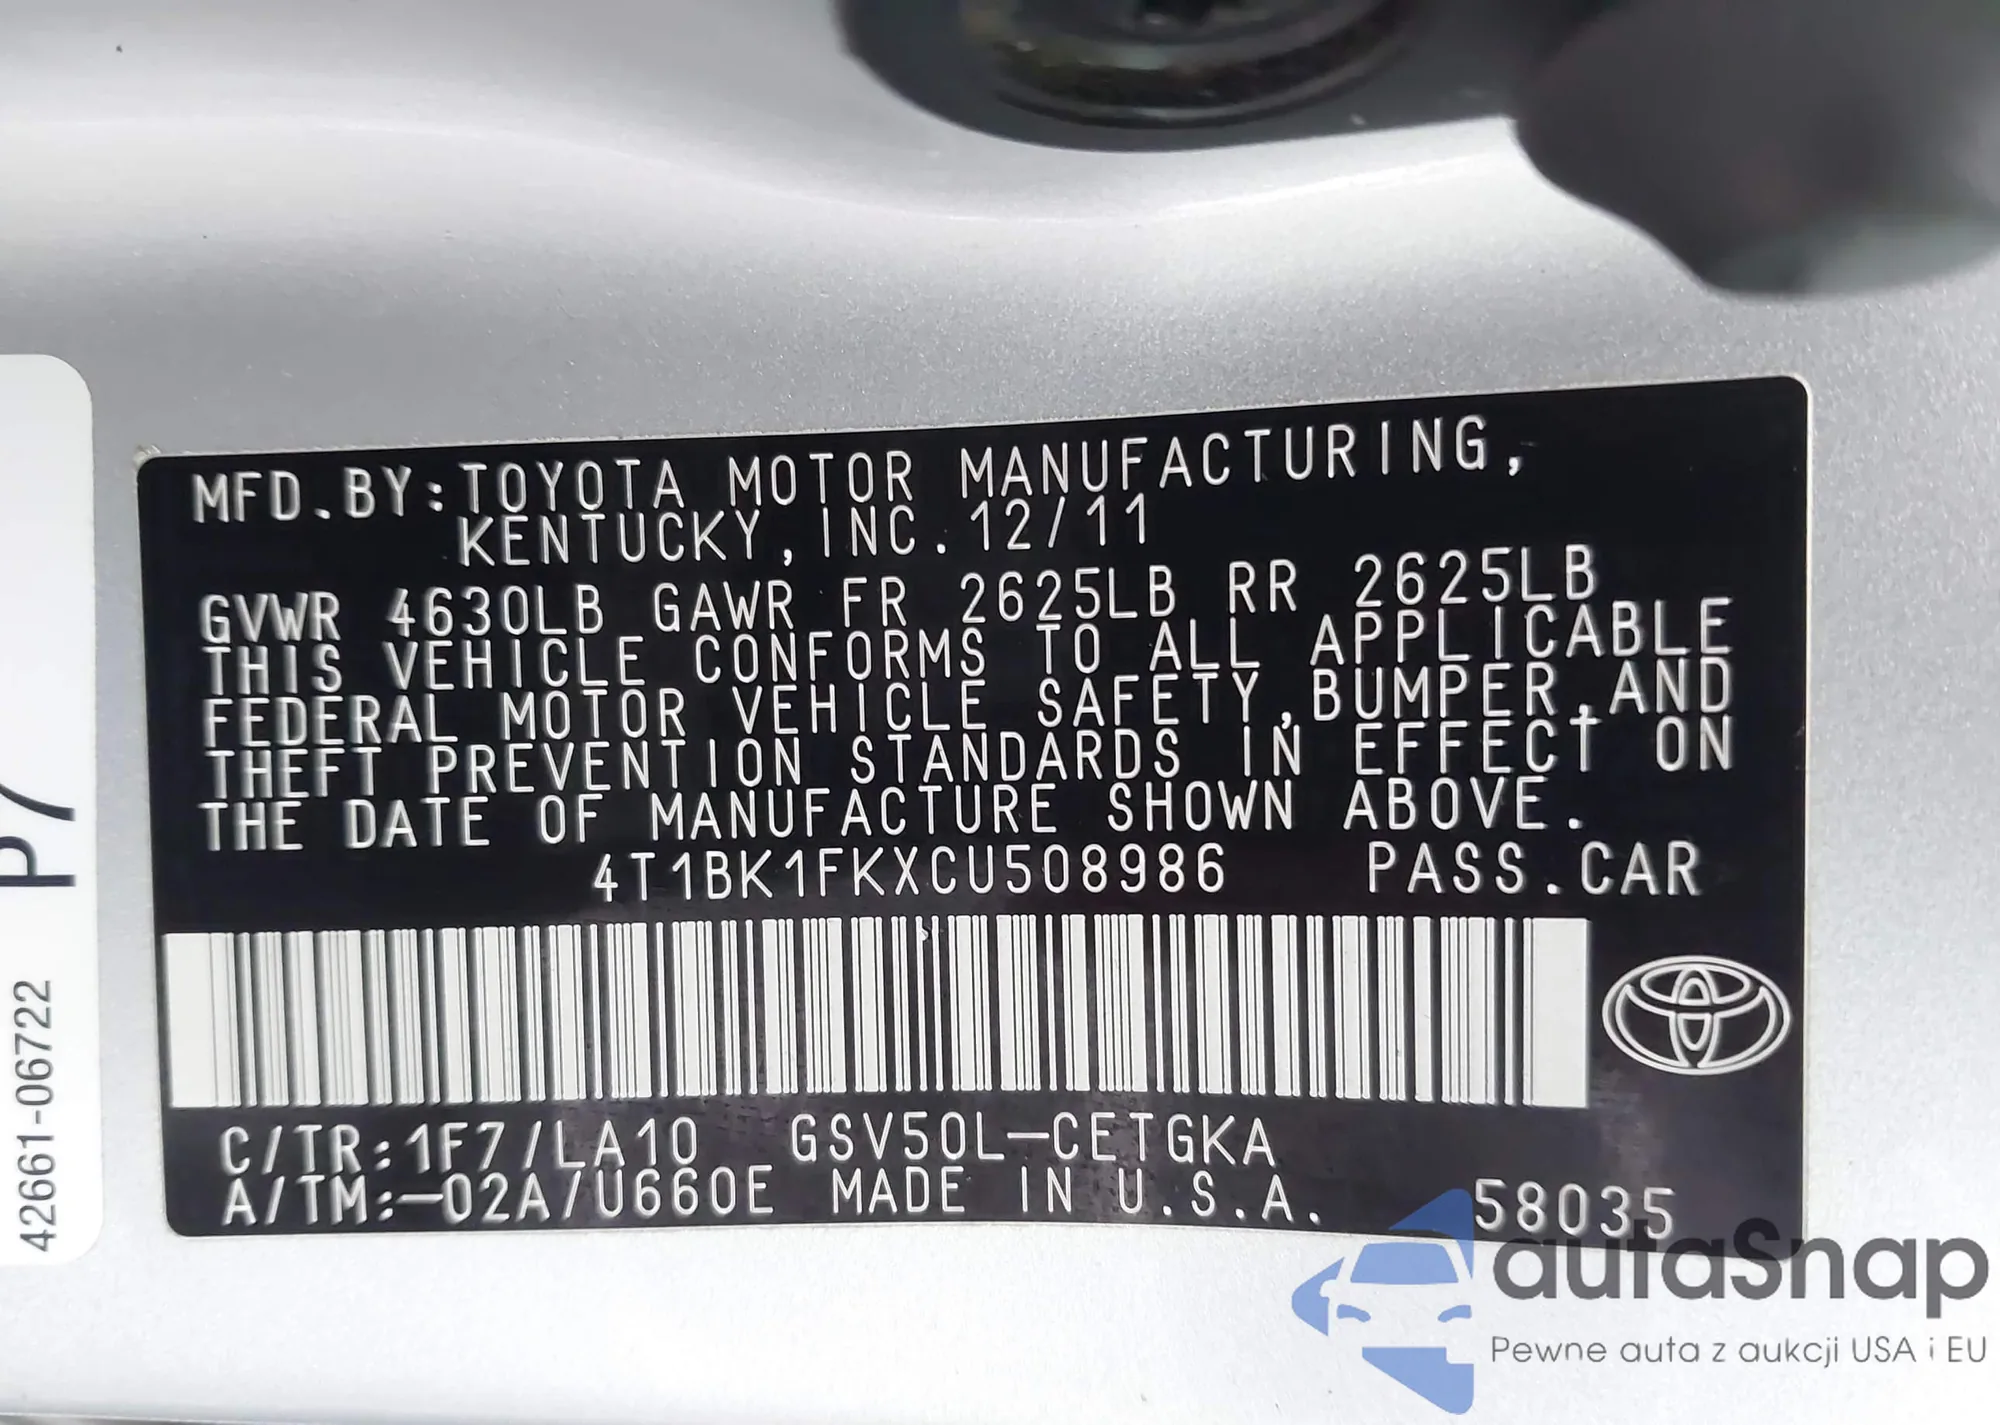 MFD.BY:TOYOTA MOTOR MANUFACTURING,
KENTUCKY, INC. 12/11
GVWR 4630LB GAWR FR 2625LB RR 2625LB
THIS VEHICLE CONFORMS TO ALL APPLICABLE
FEDERAL MOTOR VEHICLE SAFETY, BUMPER, AND
THEFT PREVENTION STANDARDS IN EFFECT ON
THE DATE OF MANUFACTURE SHOWN ABOVE.
4T1BK1FKXCU508986 PASS.CAR
C/TR:1F7/LA10 GSV50L-CETGKA
A/TM:-02A/U660E MADE IN U.S.A. 58035
P7
42661-06722
autaSnap
Pewne auta z aukcji USA i EU